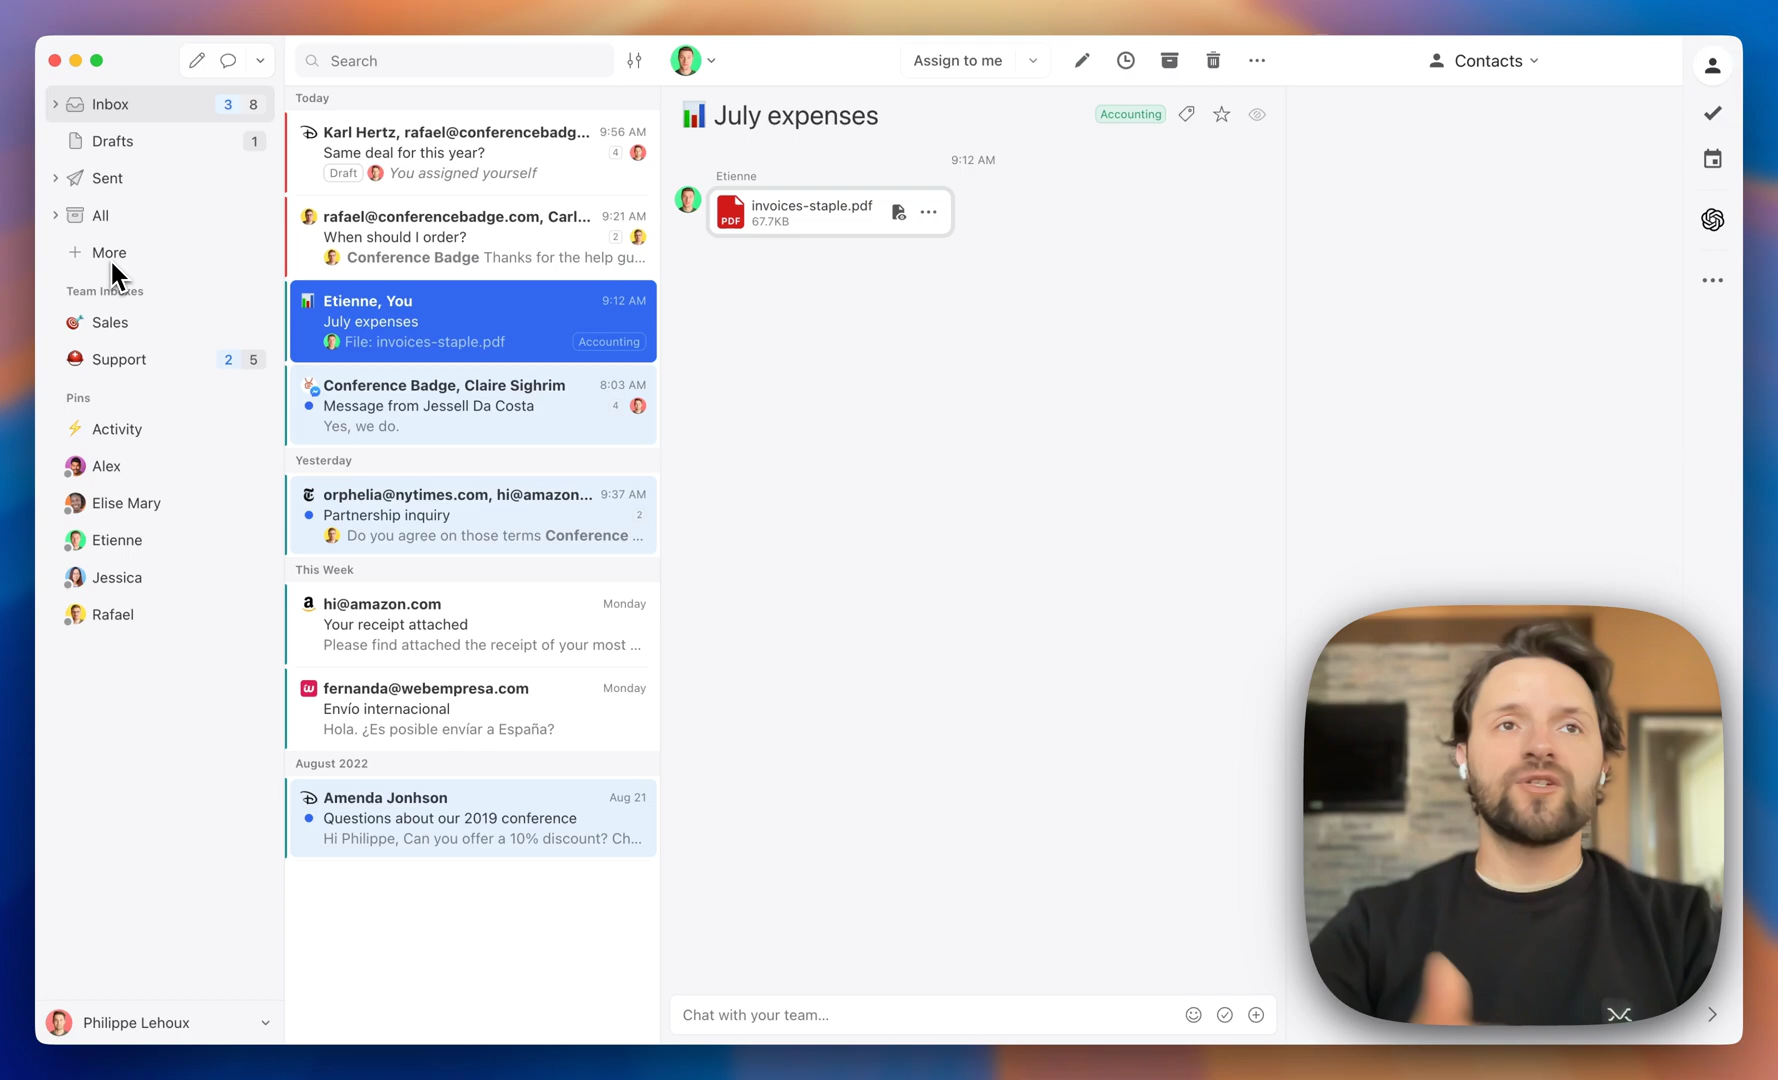 Inbox 3 8
Drafts 1
Sent
All
More
Team Inboxes
Sales
Support 2 5
Pins
Activity
Alex
Elise Mary
Etienne
Jessica
Rafael
Philippe Lehoux
Search
Today
Karl Hertz, rafael@conferencebadg... 9:56 AM
Same deal for this year? 4
Draft You assigned yourself
rafael@conferencebadge.com, Carl... 9:21 AM
When should I order? 2
Conference Badge Thanks for the help gu...
Etienne, You 9:12 AM
July expenses
File: invoices-staple.pdf Accounting
Conference Badge, Claire Sighrim 8:03 AM
Message from Jessell Da Costa 4
Yes, we do.
Yesterday
orphelia@nytimes.com, hi@amazon... 9:37 AM
Partnership inquiry 2
Do you agree on those terms Conference ...
This Week
hi@amazon.com Monday
Your receipt attached
Please find attached the receipt of your most ...
fernanda@webempresa.com Monday
Envío internacional
Hola. ¿Es posible envíar a España?
August 2022
Amenda Jonhson Aug 21
Questions about our 2019 conference
Hi Philippe, Can you offer a 10% discount? Ch...
Assign to me
July expenses
Accounting
9:12 AM
Etienne
PDF
invoices-staple.pdf
67.7KB
Chat with your team...
Contacts